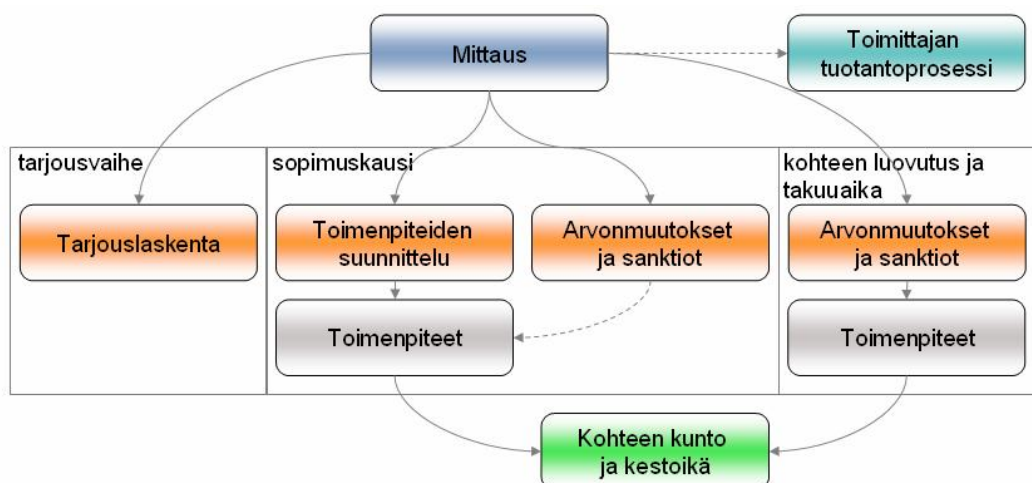 Mittaus
Toimittajan
tuotantoprosessi
tarjousvaihe
sopimuskausi
kohteen luovutus ja
takuuaika
Tarjouslaskenta
Toimenpiteiden
suunnittelu
Arvonmuutokset
ja sanktiot
Arvonmuutokset
ja sanktiot
Toimenpiteet
Toimenpiteet
Kohteen kunto
ja kestoikä